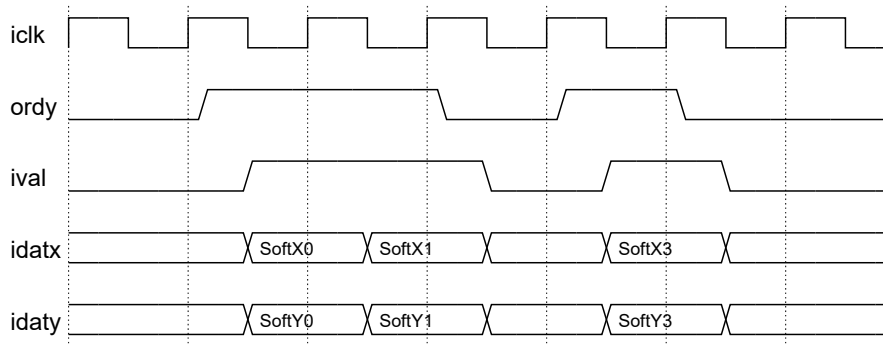 iclk
ordy
ival
idatx SoftX0 SoftX1 SoftX3
idaty SoftY0 SoftY1 SoftY3